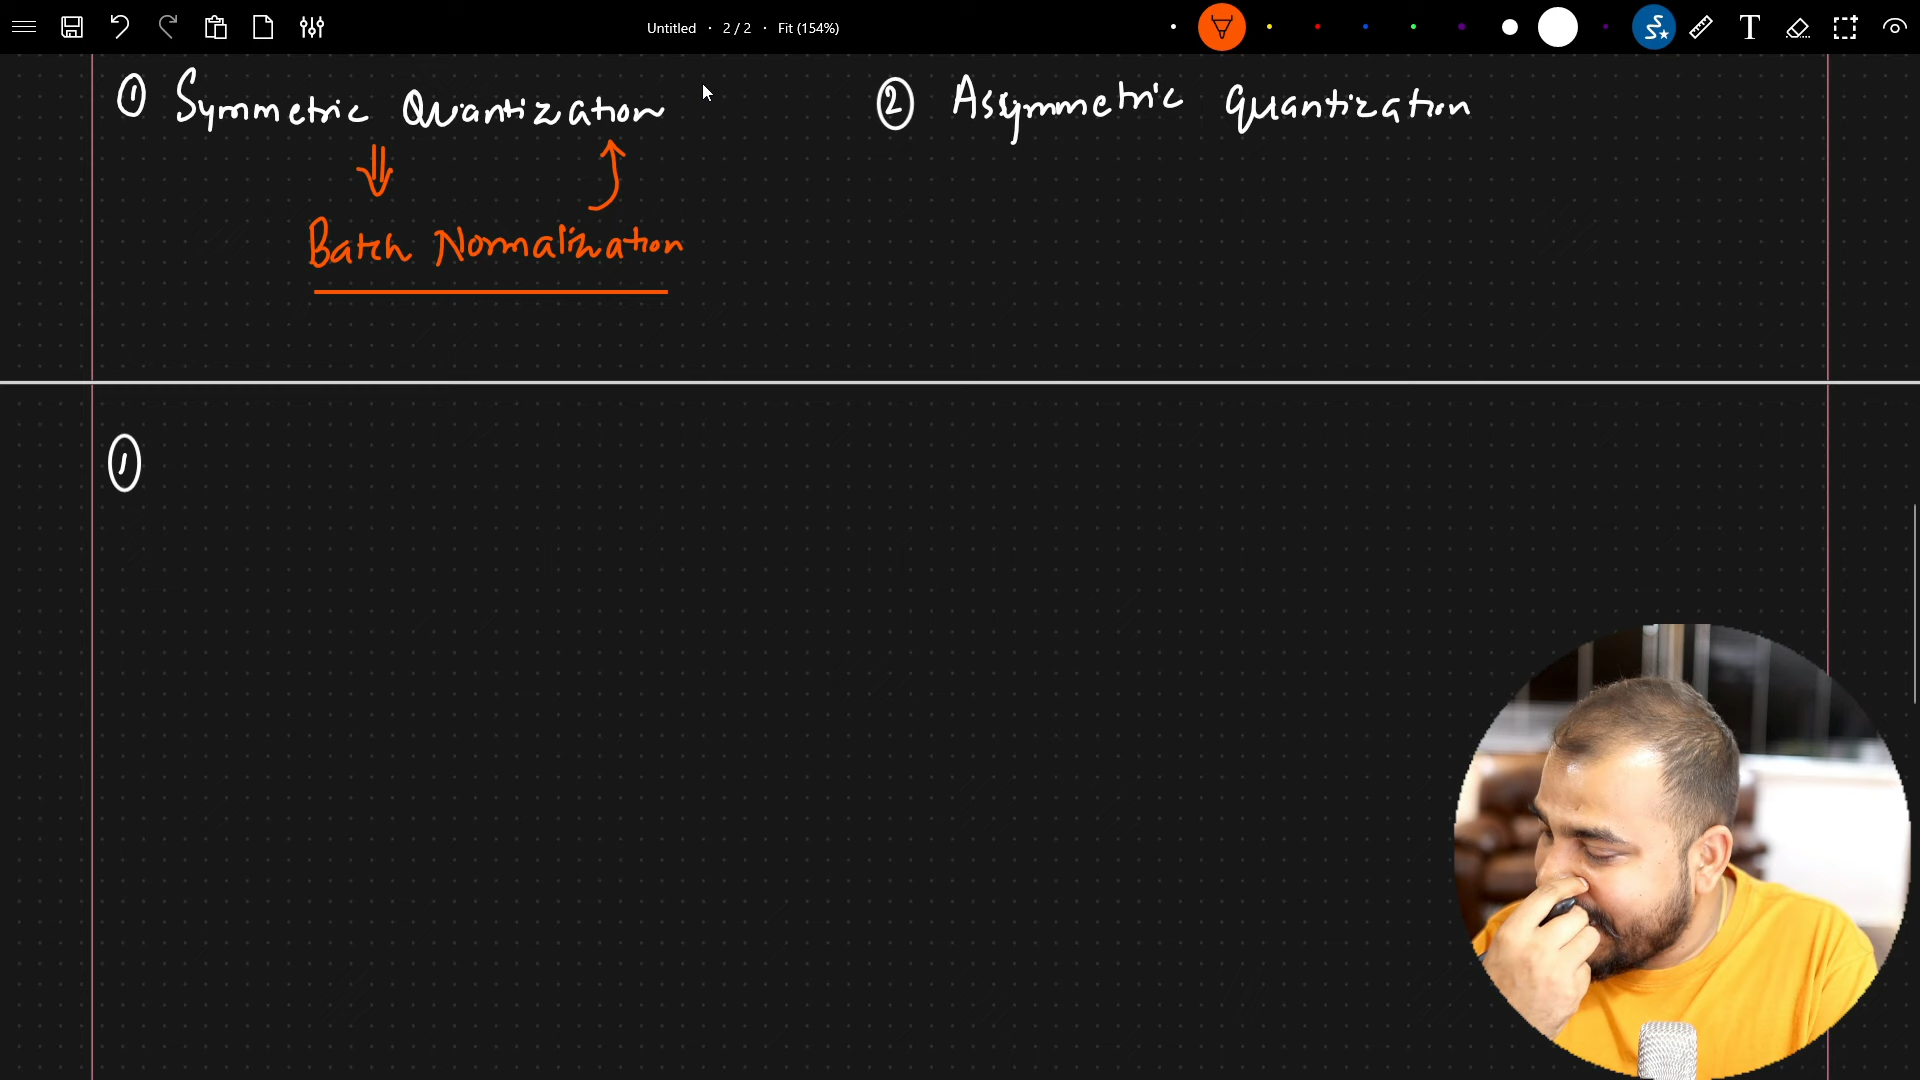 Untitled · 2 / 2 · Fit (154%)
① Symmetric Quantization
② Assymmetric Quantization
Batch Normalization
①